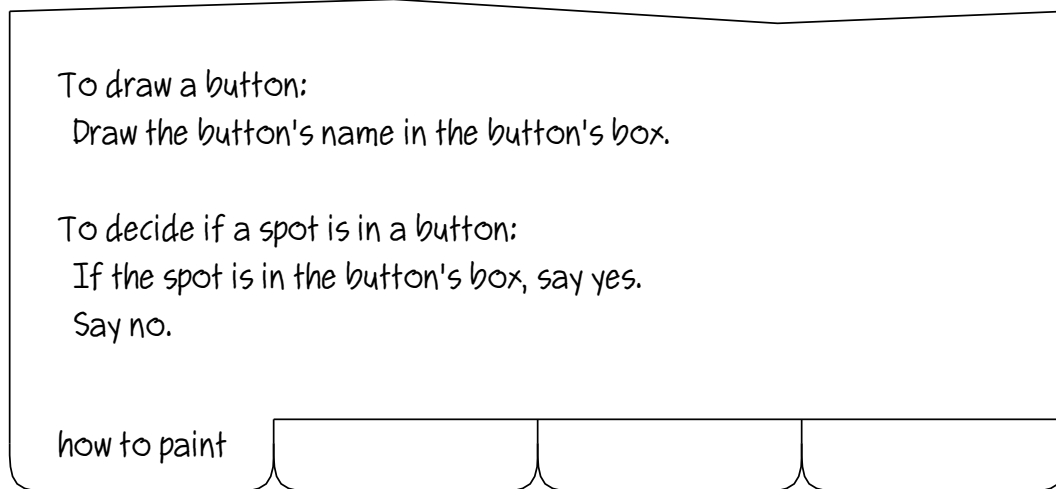 To draw a button:
Draw the button's name in the button's box.
To decide if a spot is in a button:
If the spot is in the button's box, say yes.
Say no.
how to paint